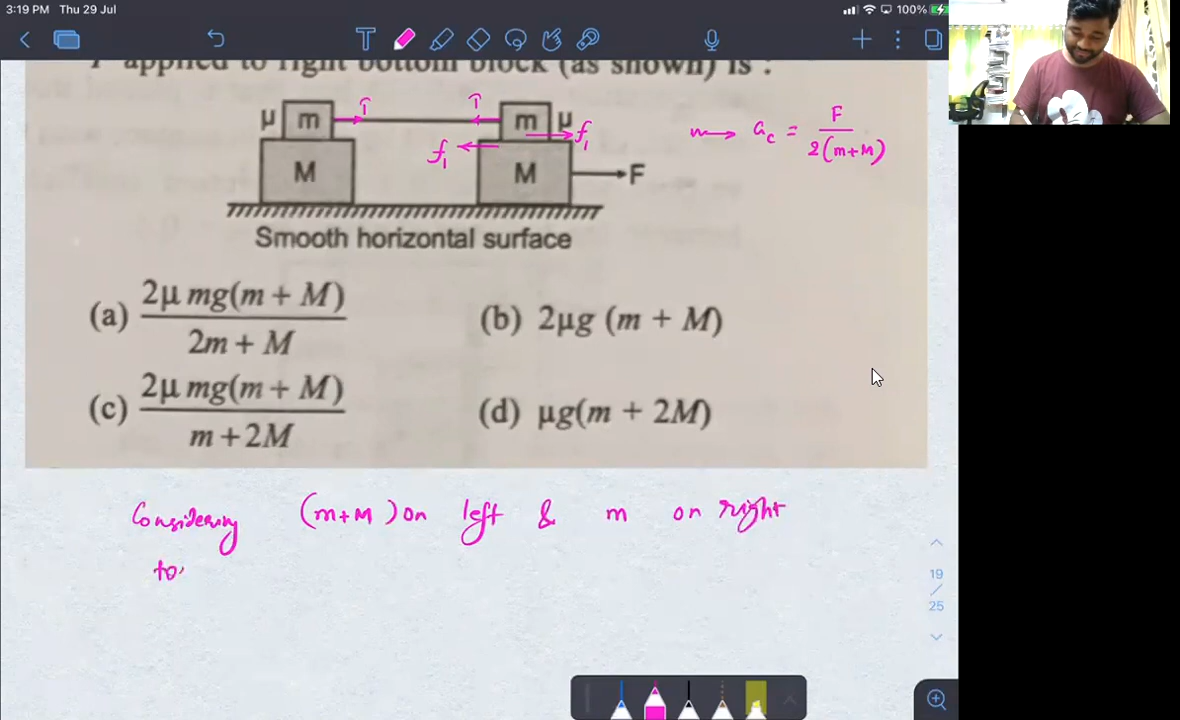 3:19 PM Thu 29 Jul
100%
F applied to right bottom block (as shown) is :
μ m T T m μ
f₁ f₁
m → a_c = F / 2(m+M)
M M F
Smooth horizontal surface
(a) 2μ mg(m + M) / 2m + M
(b) 2μg (m + M)
(c) 2μ mg(m + M) / m + 2M
(d) μg(m + 2M)
Considering (m+M) on left & m on right
to
19 / 25